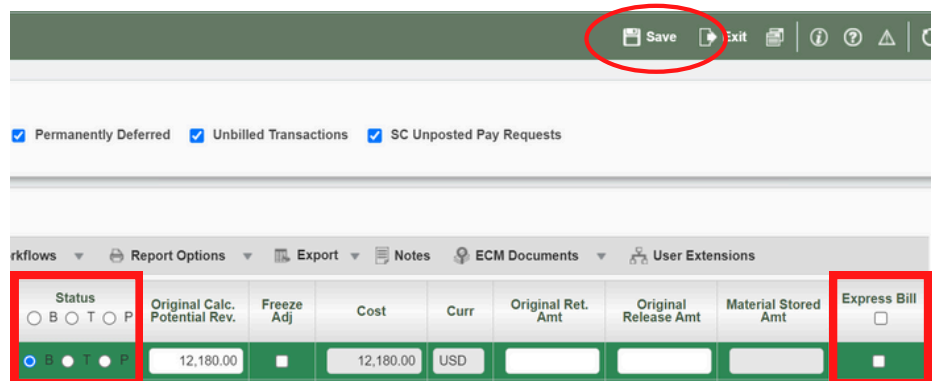 Save Exit
Permanently Deferred Unbilled Transactions SC Unposted Pay Requests
rkflows Report Options Export Notes ECM Documents User Extensions
Status
B T P
Original Calc.
Potential Rev.
Freeze
Adj
Cost
Curr
Original Ret.
Amt
Original
Release Amt
Material Stored
Amt
Express Bill
B T P 12,180.00 12,180.00 USD